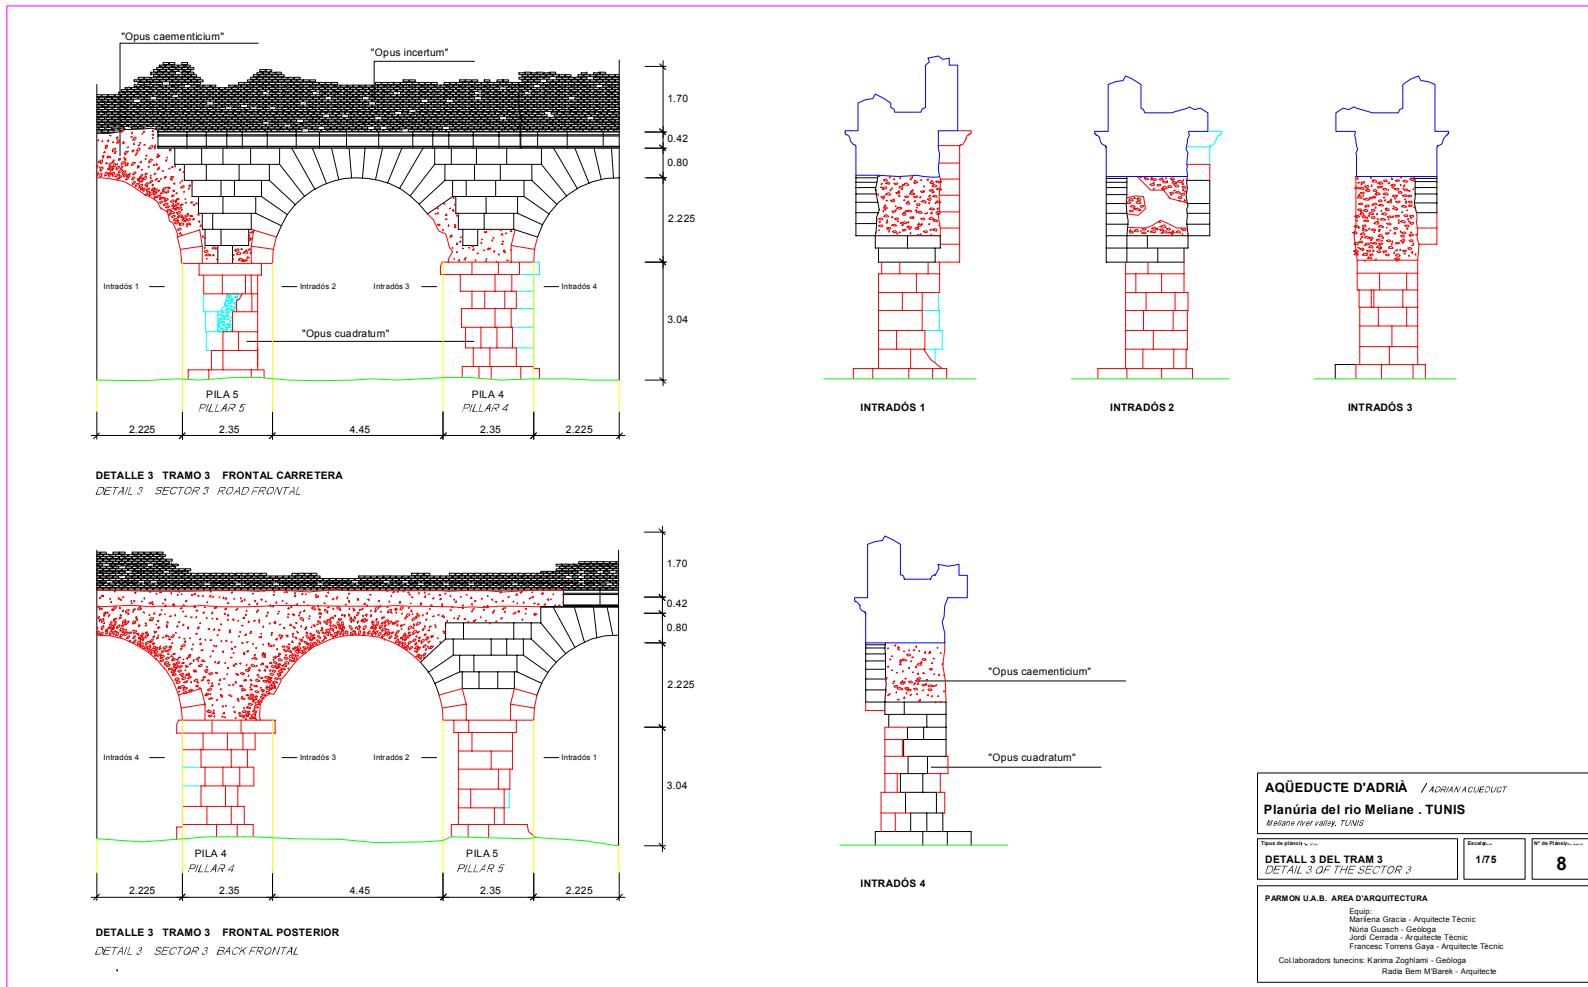 "Opus caementicium"
"Opus incertum"
1.70
0.42
0.80
2.225
3.04
Intradós 1
Intradós 2
Intradós 3
Intradós 4
"Opus cuadratum"
PILA 5
PILLAR 5
PILA 4
PILLAR 4
2.225
2.35
4.45
2.35
2.225
DETALLE 3 TRAMO 3 FRONTAL CARRETERA
DETAIL 3 SECTOR 3 ROAD FRONTAL
INTRADÓS 1
INTRADÓS 2
INTRADÓS 3
1.70
0.42
0.80
2.225
3.04
Intradós 4
Intradós 3
Intradós 2
Intradós 1
PILA 4
PILLAR 4
PILA 5
PILLAR 5
2.225
2.35
4.45
2.35
2.225
DETALLE 3 TRAMO 3 FRONTAL POSTERIOR
DETAIL 3 SECTOR 3 BACK FRONTAL
"Opus caementicium"
"Opus cuadratum"
INTRADÓS 4
AQÜEDUCTE D'ADRIÀ / ADRIAN AQUEDUCT
Planúria del rio Meliane . TUNIS
Meliane river valley. TUNIS
Tipus de plànol
DETALL 3 DEL TRAM 3
DETAIL 3 OF THE SECTOR 3
Escala
1/75
Nº de Plànol
8
PARMON U.A.B. AREA D'ARQUITECTURA
Equip:
Marilena Gracia - Arquitecte Tècnic
Núria Guasch - Geòloga
Jordi Cerrada - Arquitecte Tècnic
Francesc Torrens Gaya - Arquitecte Tècnic
Col.laboradors tunecins: Karima Zoghlami - Geòloga
Radia Bem M'Barek - Arquitecte